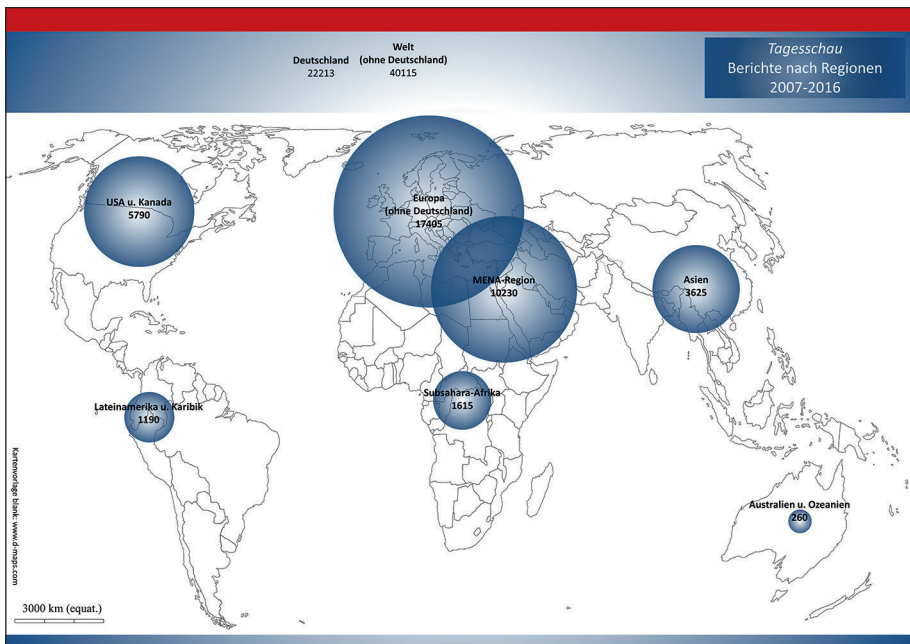 Welt
Deutschland (ohne Deutschland)
22213 40115
Tagesschau
Berichte nach Regionen
2007-2016
USA u. Kanada
5790
Europa
(ohne Deutschland)
17405
MENA-Region
10230
Asien
3625
Lateinamerika u. Karibik
1190
Subsahara-Afrika
1615
Australien u. Ozeanien
260
Kartenvorlage blank: www.d-maps.com
3000 km (equat.)